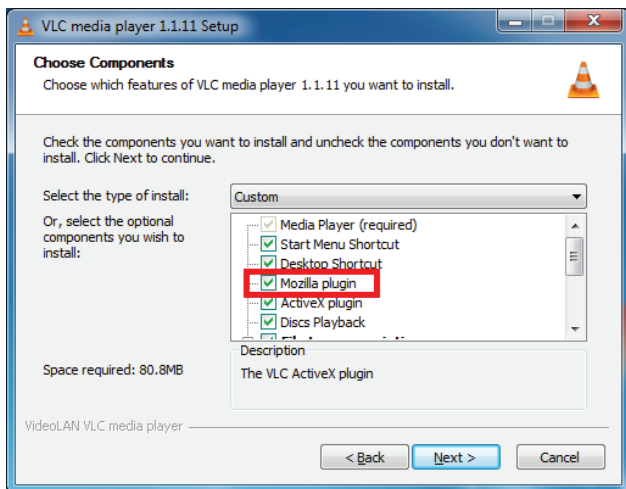 VLC media player 1.1.11 Setup
Choose Components
Choose which features of VLC media player 1.1.11 you want to install.
Check the components you want to install and uncheck the components you don't want to
install. Click Next to continue.
Select the type of install:
Custom
Or, select the optional
components you wish to
install:
Media Player (required)
Start Menu Shortcut
Desktop Shortcut
Mozilla plugin
ActiveX plugin
Discs Playback
Space required: 80.8MB
Description
The VLC ActiveX plugin
VideoLAN VLC media player
< Back
Next >
Cancel